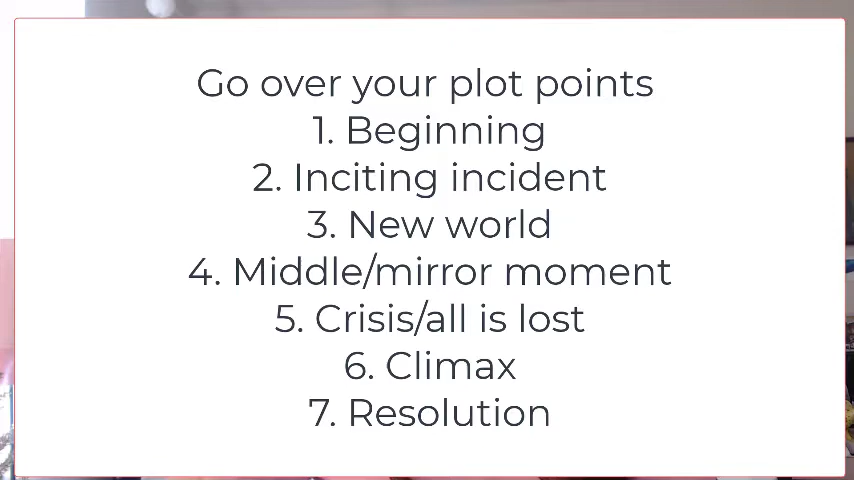 Go over your plot points
1. Beginning
2. Inciting incident
3. New world
4. Middle/mirror moment
5. Crisis/all is lost
6. Climax
7. Resolution